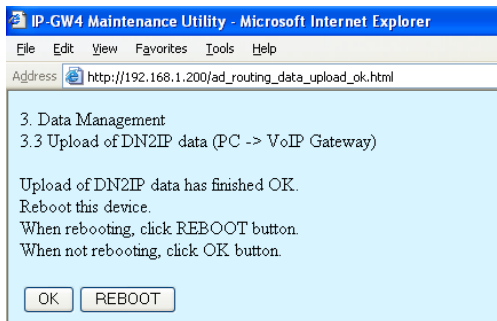 IP-GW4 Maintenance Utility - Microsoft Internet Explorer
File Edit View Favorites Tools Help
Address http://192.168.1.200/ad_routing_data_upload_ok.html
3. Data Management
3.3 Upload of DN2IP data (PC -> VoIP Gateway)
Upload of DN2IP data has finished OK.
Reboot this device.
When rebooting, click REBOOT button.
When not rebooting, click OK button.
OK REBOOT